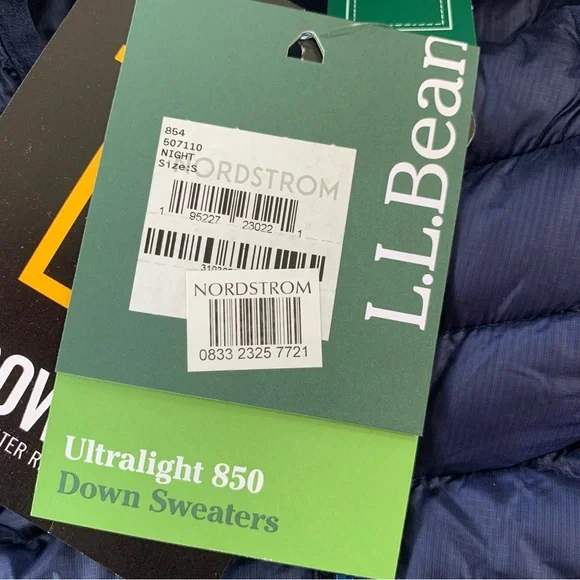 L.L.Bean
854
507110
NIGHT
Size:S
NORDSTROM
1 95227 23022 1
NORDSTROM
0833 2325 7721
Ultralight 850
Down Sweaters